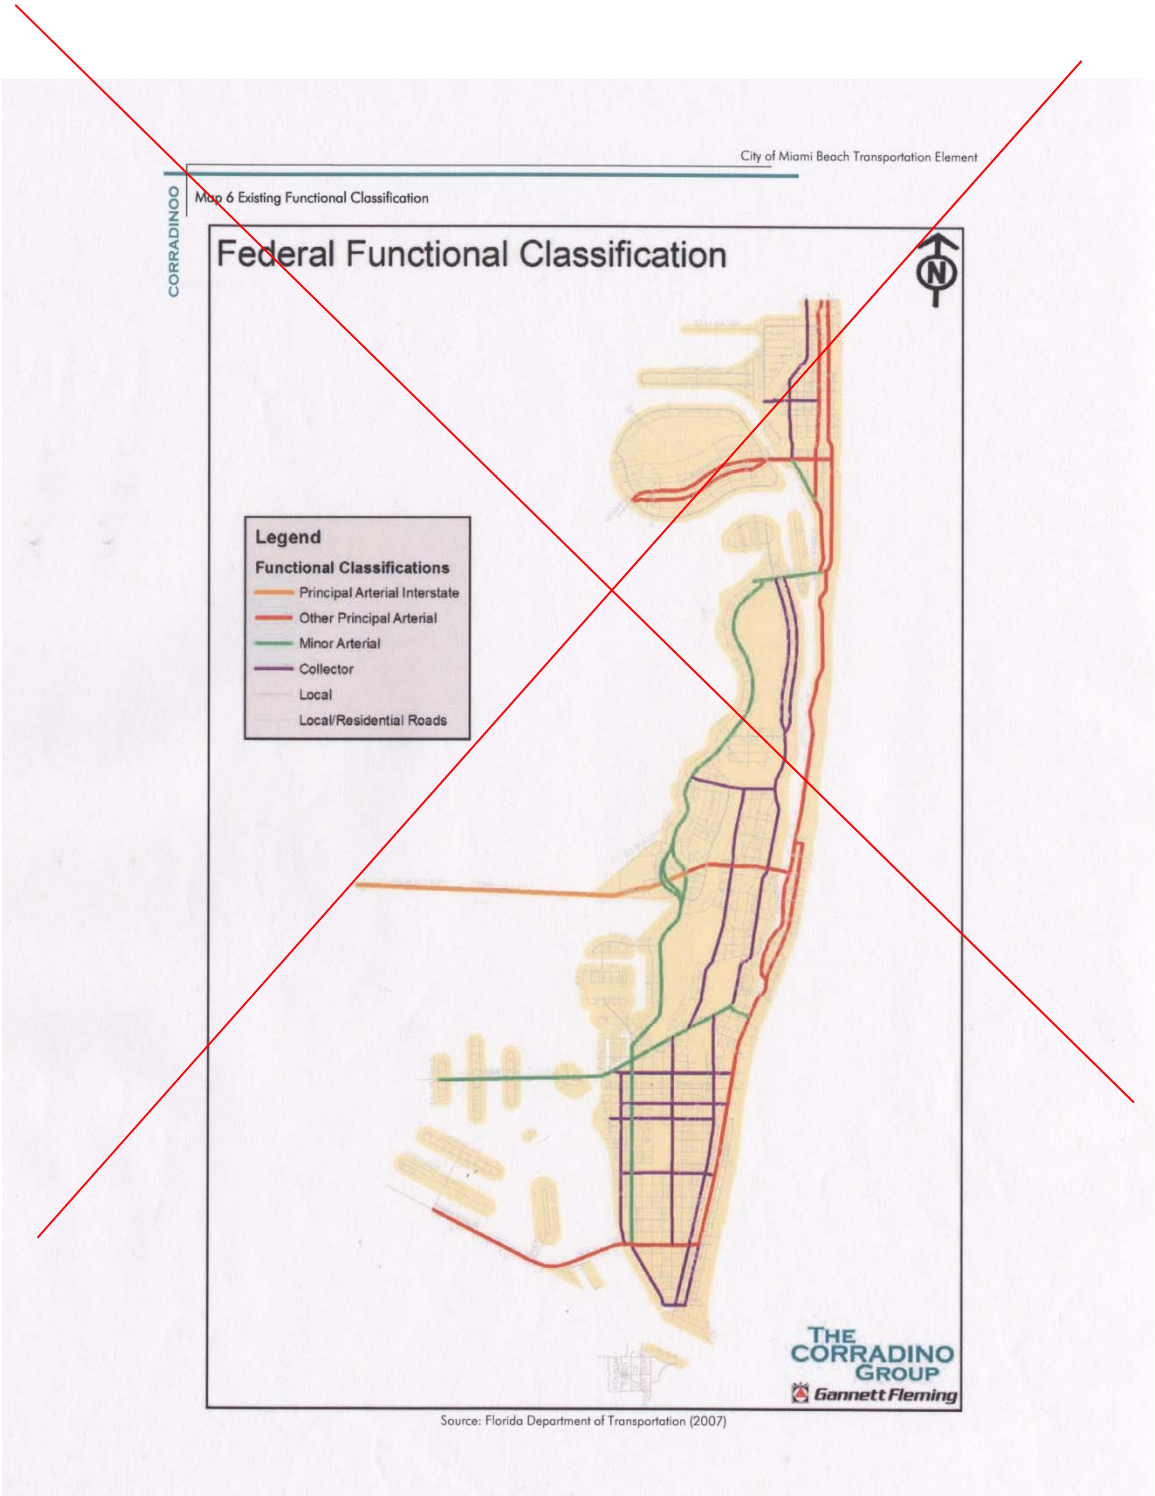 City of Miami Beach Transportation Element
CORRADINOO
Map 6 Existing Functional Classification
Federal Functional Classification
N
Legend
Functional Classifications
Principal Arterial Interstate
Other Principal Arterial
Minor Arterial
Collector
Local
Local/Residential Roads
THE
CORRADINO
GROUP
Gannett Fleming
Source: Florida Department of Transportation (2007)